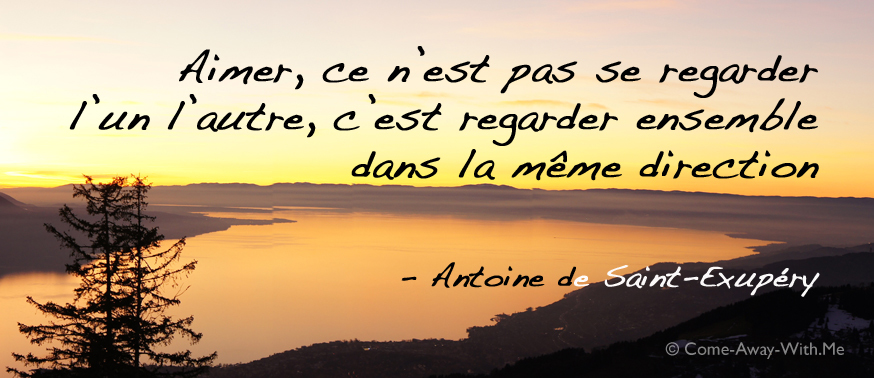 Aimer, ce n'est pas se regarder
l'un l'autre, c'est regarder ensemble
dans la même direction
- Antoine de Saint-Exupéry
© Come-Away-With.Me